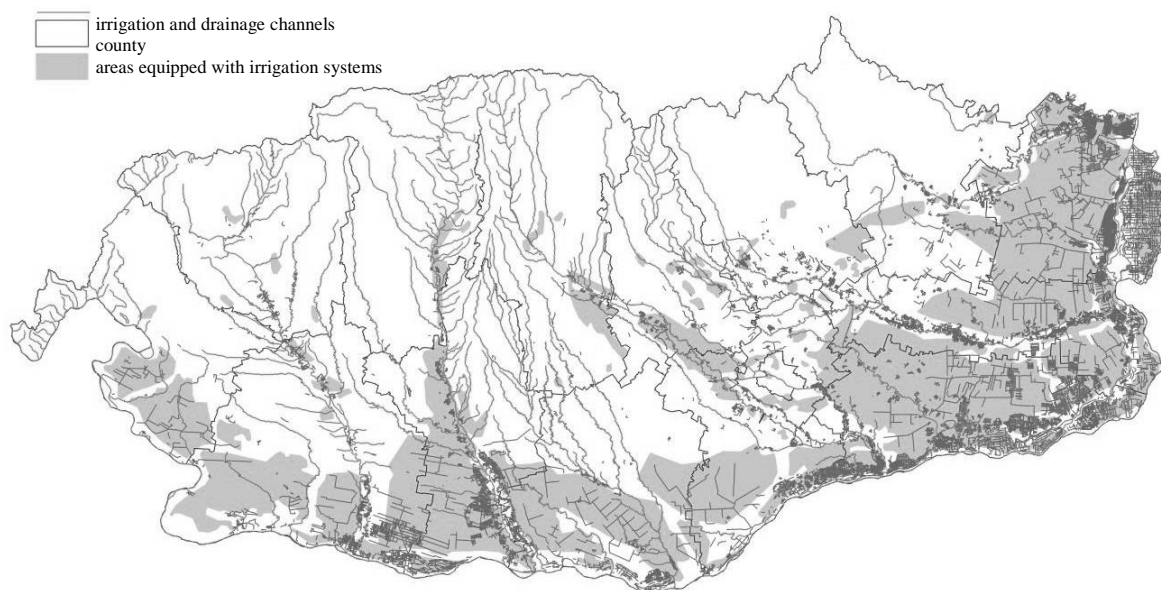 irrigation and drainage channels
county
areas equipped with irrigation systems